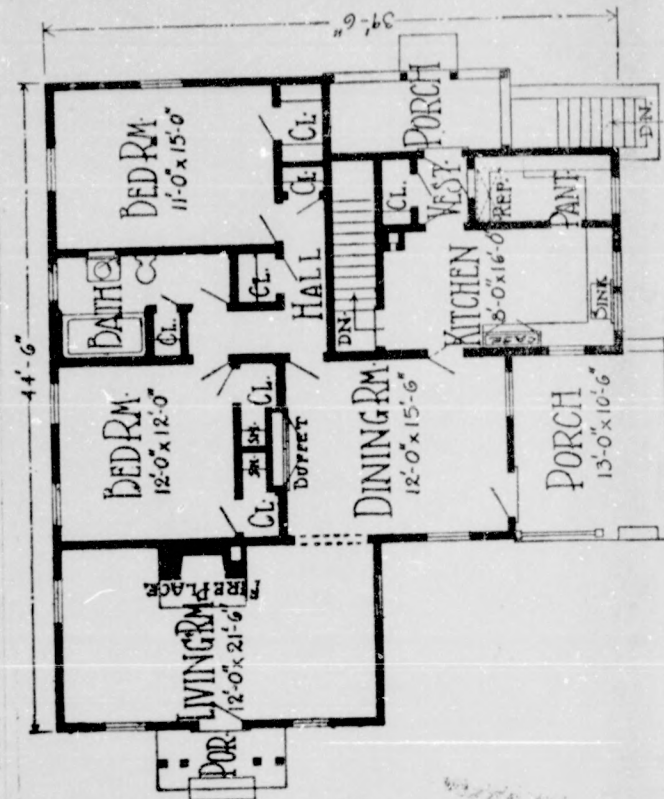 39'-6"
44'-6"
BED RM.
11'-0" x 15'-0"
CL.
CL.
PORCH
DN.
CL.
VEST.
REF.
PANT.
BATH
CL.
CL.
HALL
DN.
KITCHEN
8'-0" x 16'-0"
SINK
BED RM.
12'-0" x 12'-0"
CL.
SH.
SH.
CL.
BUFFET
DINING RM.
12'-0" x 15'-6"
PORCH
13'-0" x 10'-6"
FIRE PLACE
LIVING RM.
12'-0" x 21'-6"
POR.